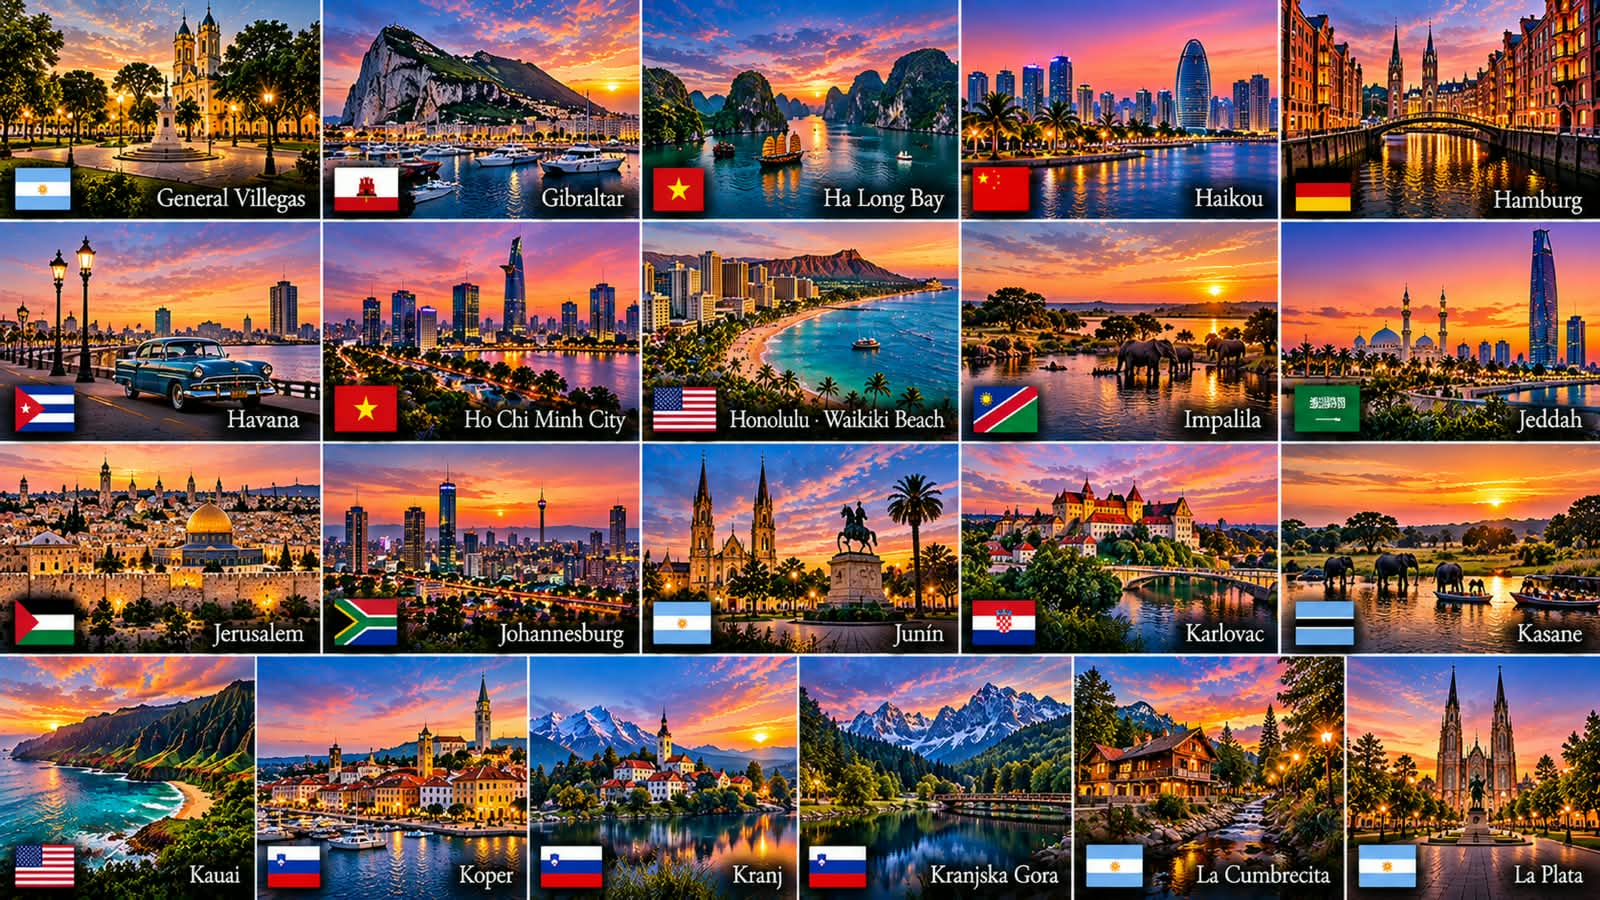 General Villegas
Gibraltar
Ha Long Bay
Haikou
Hamburg
Havana
Ho Chi Minh City
Honolulu · Waikiki Beach
Impalila
Jeddah
Jerusalem
Johannesburg
Junín
Karlovac
Kasane
Kauai
Koper
Kranj
Kranjska Gora
La Cumbrecita
La Plata